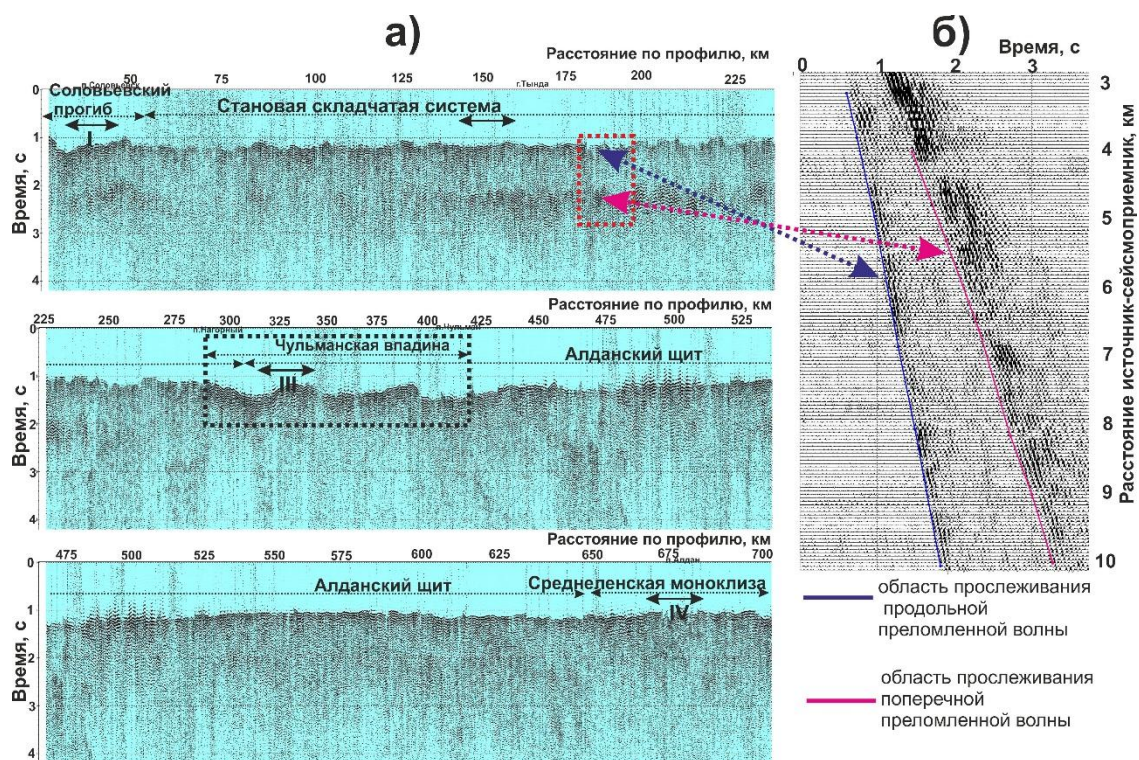 а)
Расстояние по профилю, км
50 75 100 125 150 175 200 225
г.Тында
Соловьевский
прогиб
Становая складчатая система
I
Время, с
0
1
2
3
4
Расстояние по профилю, км
225 250 275 300 325 350 375 400 425 450 475 500 525
п.Нагорный
п.Чульман
Чульманская впадина
Алданский щит
III
Время, с
0
1
2
3
4
Расстояние по профилю, км
475 500 525 550 575 600 625 650 675 700
Алданский щит
Среднеленская моноклиза
IV
Время, с
0
1
2
3
4
б)
Время, с
0 1 2 3
3
4
5
6
7
8
9
10
Расстояние источник-сейсмоприемник, км
область прослеживания
продольной
преломленной волны
область прослеживания
поперечной
преломленной волны